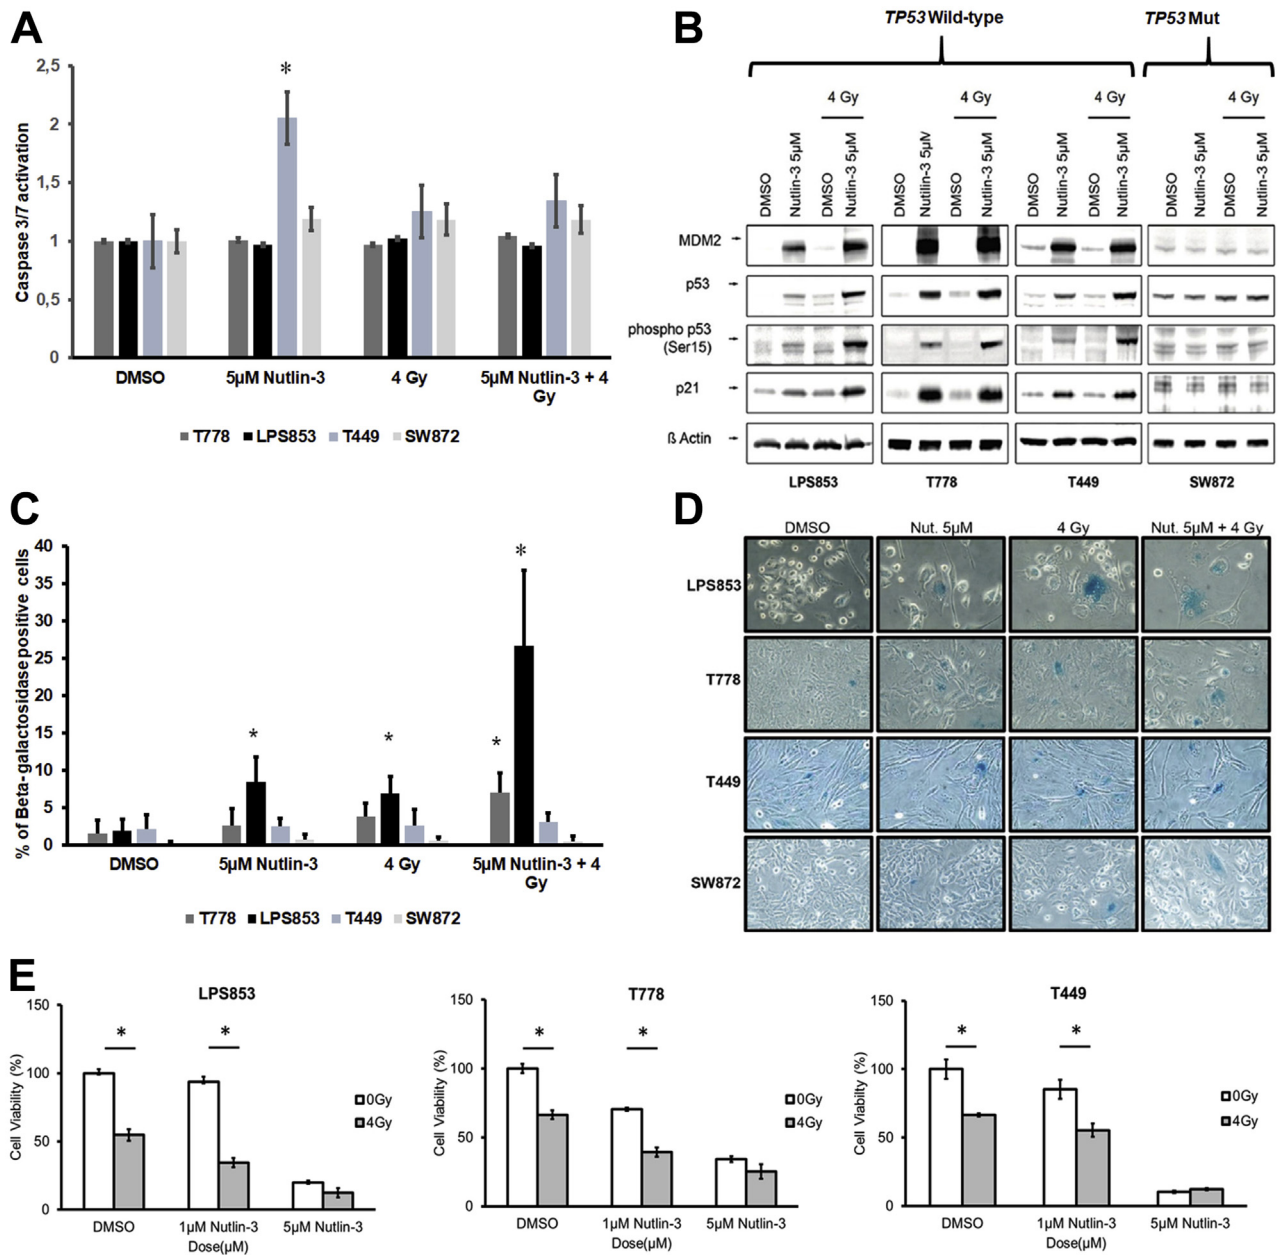 A
2,5
2
1,5
1
0,5
0
Caspase 3/7 activation
*
DMSO
5µM Nutlin-3
4 Gy
5µM Nutlin-3 + 4
Gy
T778
LPS853
T449
SW872
B
TP53 Wild-type
TP53 Mut
4 Gy
4 Gy
4 Gy
4 Gy
DMSO
Nutlin-3 5µM
DMSO
Nutlin-3 5µM
DMSO
Nutilin-3 5µM
DMSO
Nutlin-3 5µM
DMSO
Nutlin-3 5µM
DMSO
Nutlin-3 5µM
DMSO
Nutlin-3 5µM
DMSO
Nutlin-3 5µM
MDM2
p53
phospho p53
(Ser15)
p21
ß Actin
LPS853
T778
T449
SW872
C
40
35
30
25
20
15
10
5
0
% of Beta-galactosidasepositive cells
*
*
*
*
DMSO
5µM Nutlin-3
4 Gy
5µM Nutlin-3 + 4
Gy
T778
LPS853
T449
SW872
D
DMSO
Nut. 5µM
4 Gy
Nut. 5µM + 4 Gy
LPS853
T778
T449
SW872
E
LPS853
150
100
50
0
Cell Viability (%)
*
*
0Gy
4Gy
DMSO
1µM Nutlin-3
5µM Nutlin-3
Dose(µM)
T778
150
100
50
0
Cell Viability (%)
*
*
0Gy
4Gy
DMSO
1µM Nutlin-3
5µM Nutlin-3
Dose(µM)
T449
150
100
50
0
Cell Viability (%)
*
*
0Gy
4Gy
DMSO
1µM Nutlin-3
5µM Nutlin-3
Dose(µM)